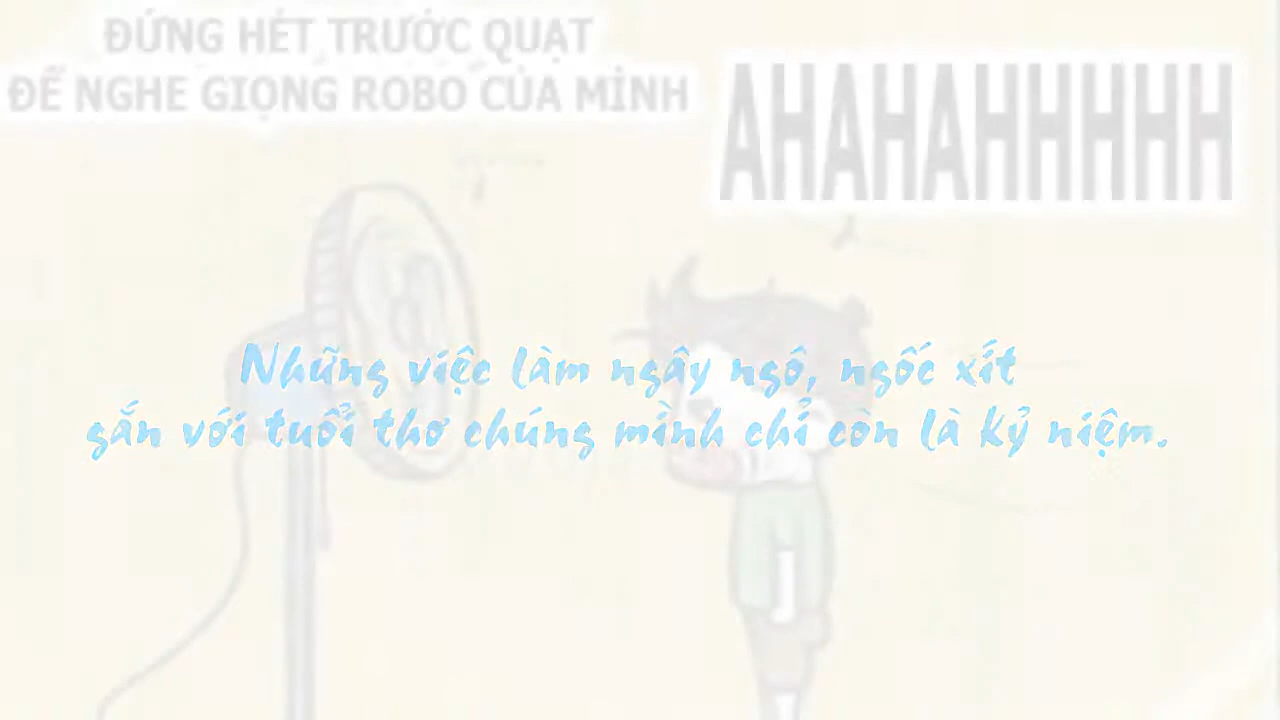 ĐỨNG HÉT TRƯỚC QUẠT
ĐỂ NGHE GIỌNG ROBO CỦA MÌNH
AHAHAHHHHH
Những việc làm ngây ngô, ngốc xít
gắn với tuổi thơ chúng mình chỉ còn là kỷ niệm.